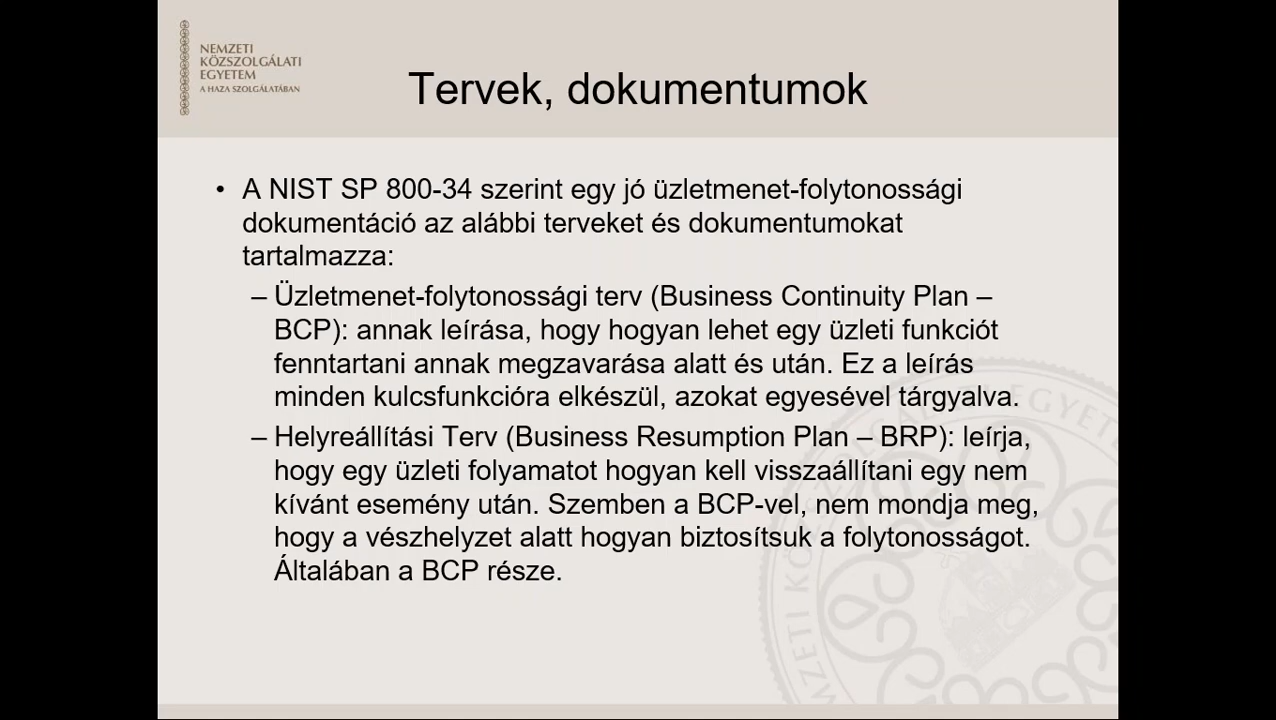 NEMZETI
KÖZSZOLGÁLATI
EGYETEM
A HAZA SZOLGÁLATÁBAN
Tervek, dokumentumok
• A NIST SP 800-34 szerint egy jó üzletmenet-folytonossági
dokumentáció az alábbi terveket és dokumentumokat
tartalmazza:
– Üzletmenet-folytonossági terv (Business Continuity Plan –
BCP): annak leírása, hogy hogyan lehet egy üzleti funkciót
fenntartani annak megzavarása alatt és után. Ez a leírás
minden kulcsfunkcióra elkészül, azokat egyesével tárgyalva.
– Helyreállítási Terv (Business Resumption Plan – BRP): leírja,
hogy egy üzleti folyamatot hogyan kell visszaállítani egy nem
kívánt esemény után. Szemben a BCP-vel, nem mondja meg,
hogy a vészhelyzet alatt hogyan biztosítsuk a folytonosságot.
Általában a BCP része.